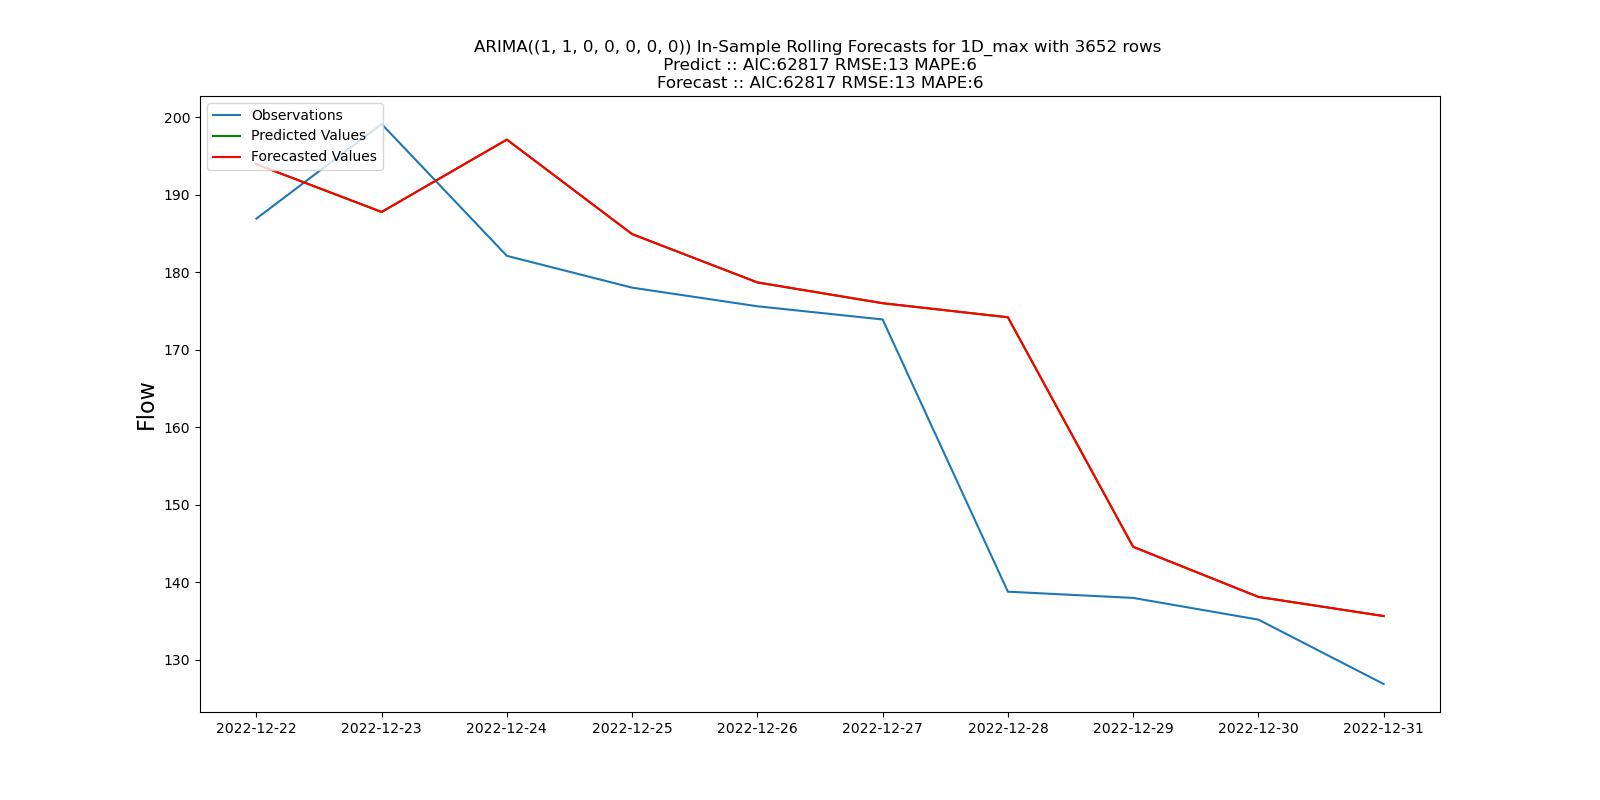 ARIMA((1, 1, 0, 0, 0, 0, 0)) In-Sample Rolling Forecasts for 1D_max with 3652 rows
Predict :: AIC:62817 RMSE:13 MAPE:6
Forecast :: AIC:62817 RMSE:13 MAPE:6
Observations
Predicted Values
Forecasted Values
200
190
180
170
160
150
140
130
Flow
2022-12-22
2022-12-23
2022-12-24
2022-12-25
2022-12-26
2022-12-27
2022-12-28
2022-12-29
2022-12-30
2022-12-31